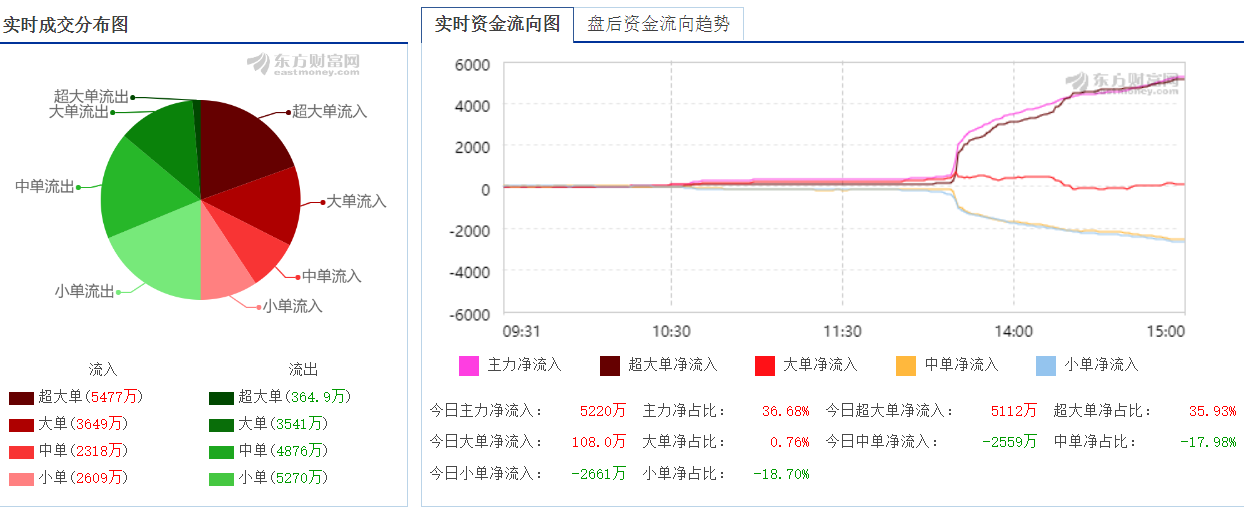 实时成交分布图
东方财富网
eastmoney.com
超大单流出
大单流出
超大单流入
中单流出
大单流入
中单流入
小单流出
小单流入
流入 流出
超大单(5477万) 超大单(364.9万)
大单(3649万) 大单(3541万)
中单(2318万) 中单(4876万)
小单(2609万) 小单(5270万)
实时资金流向图 盘后资金流向趋势
东方财富网
eastmoney.com
6000
4000
2000
0
-2000
-4000
-6000
09:31 10:30 11:30 14:00 15:00
主力净流入 超大单净流入 大单净流入 中单净流入 小单净流入
今日主力净流入： 5220万 主力净占比： 36.68% 今日超大单净流入： 5112万 超大单净占比： 35.93%
今日大单净流入： 108.0万 大单净占比： 0.76% 今日中单净流入： -2559万 中单净占比： -17.98%
今日小单净流入： -2661万 小单净占比： -18.70%